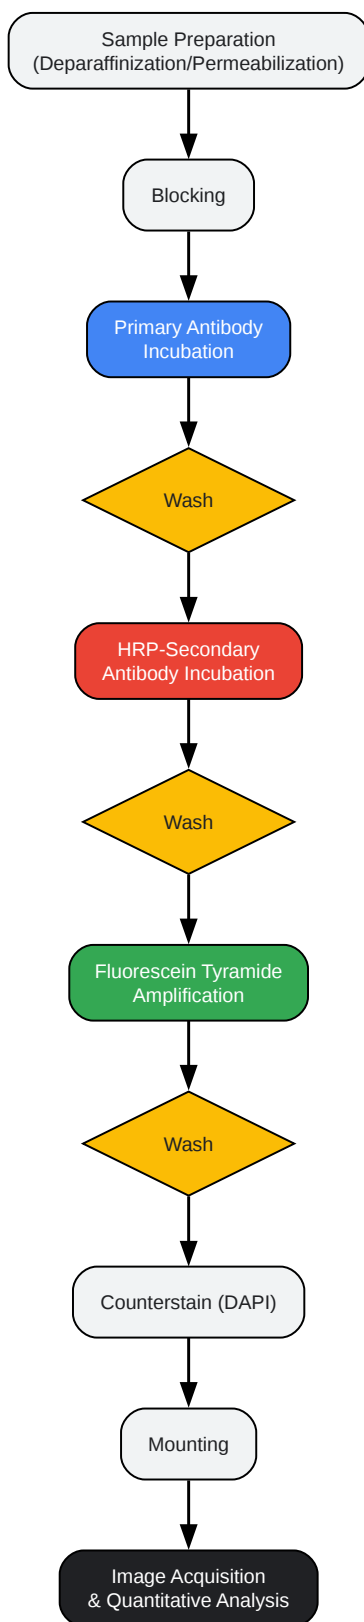 Sample Preparation
(Deparaffinization/Permeabilization)
Blocking
Primary Antibody
Incubation
Wash
HRP-Secondary
Antibody Incubation
Wash
Fluorescein Tyramide
Amplification
Wash
Counterstain (DAPI)
Mounting
Image Acquisition
& Quantitative Analysis